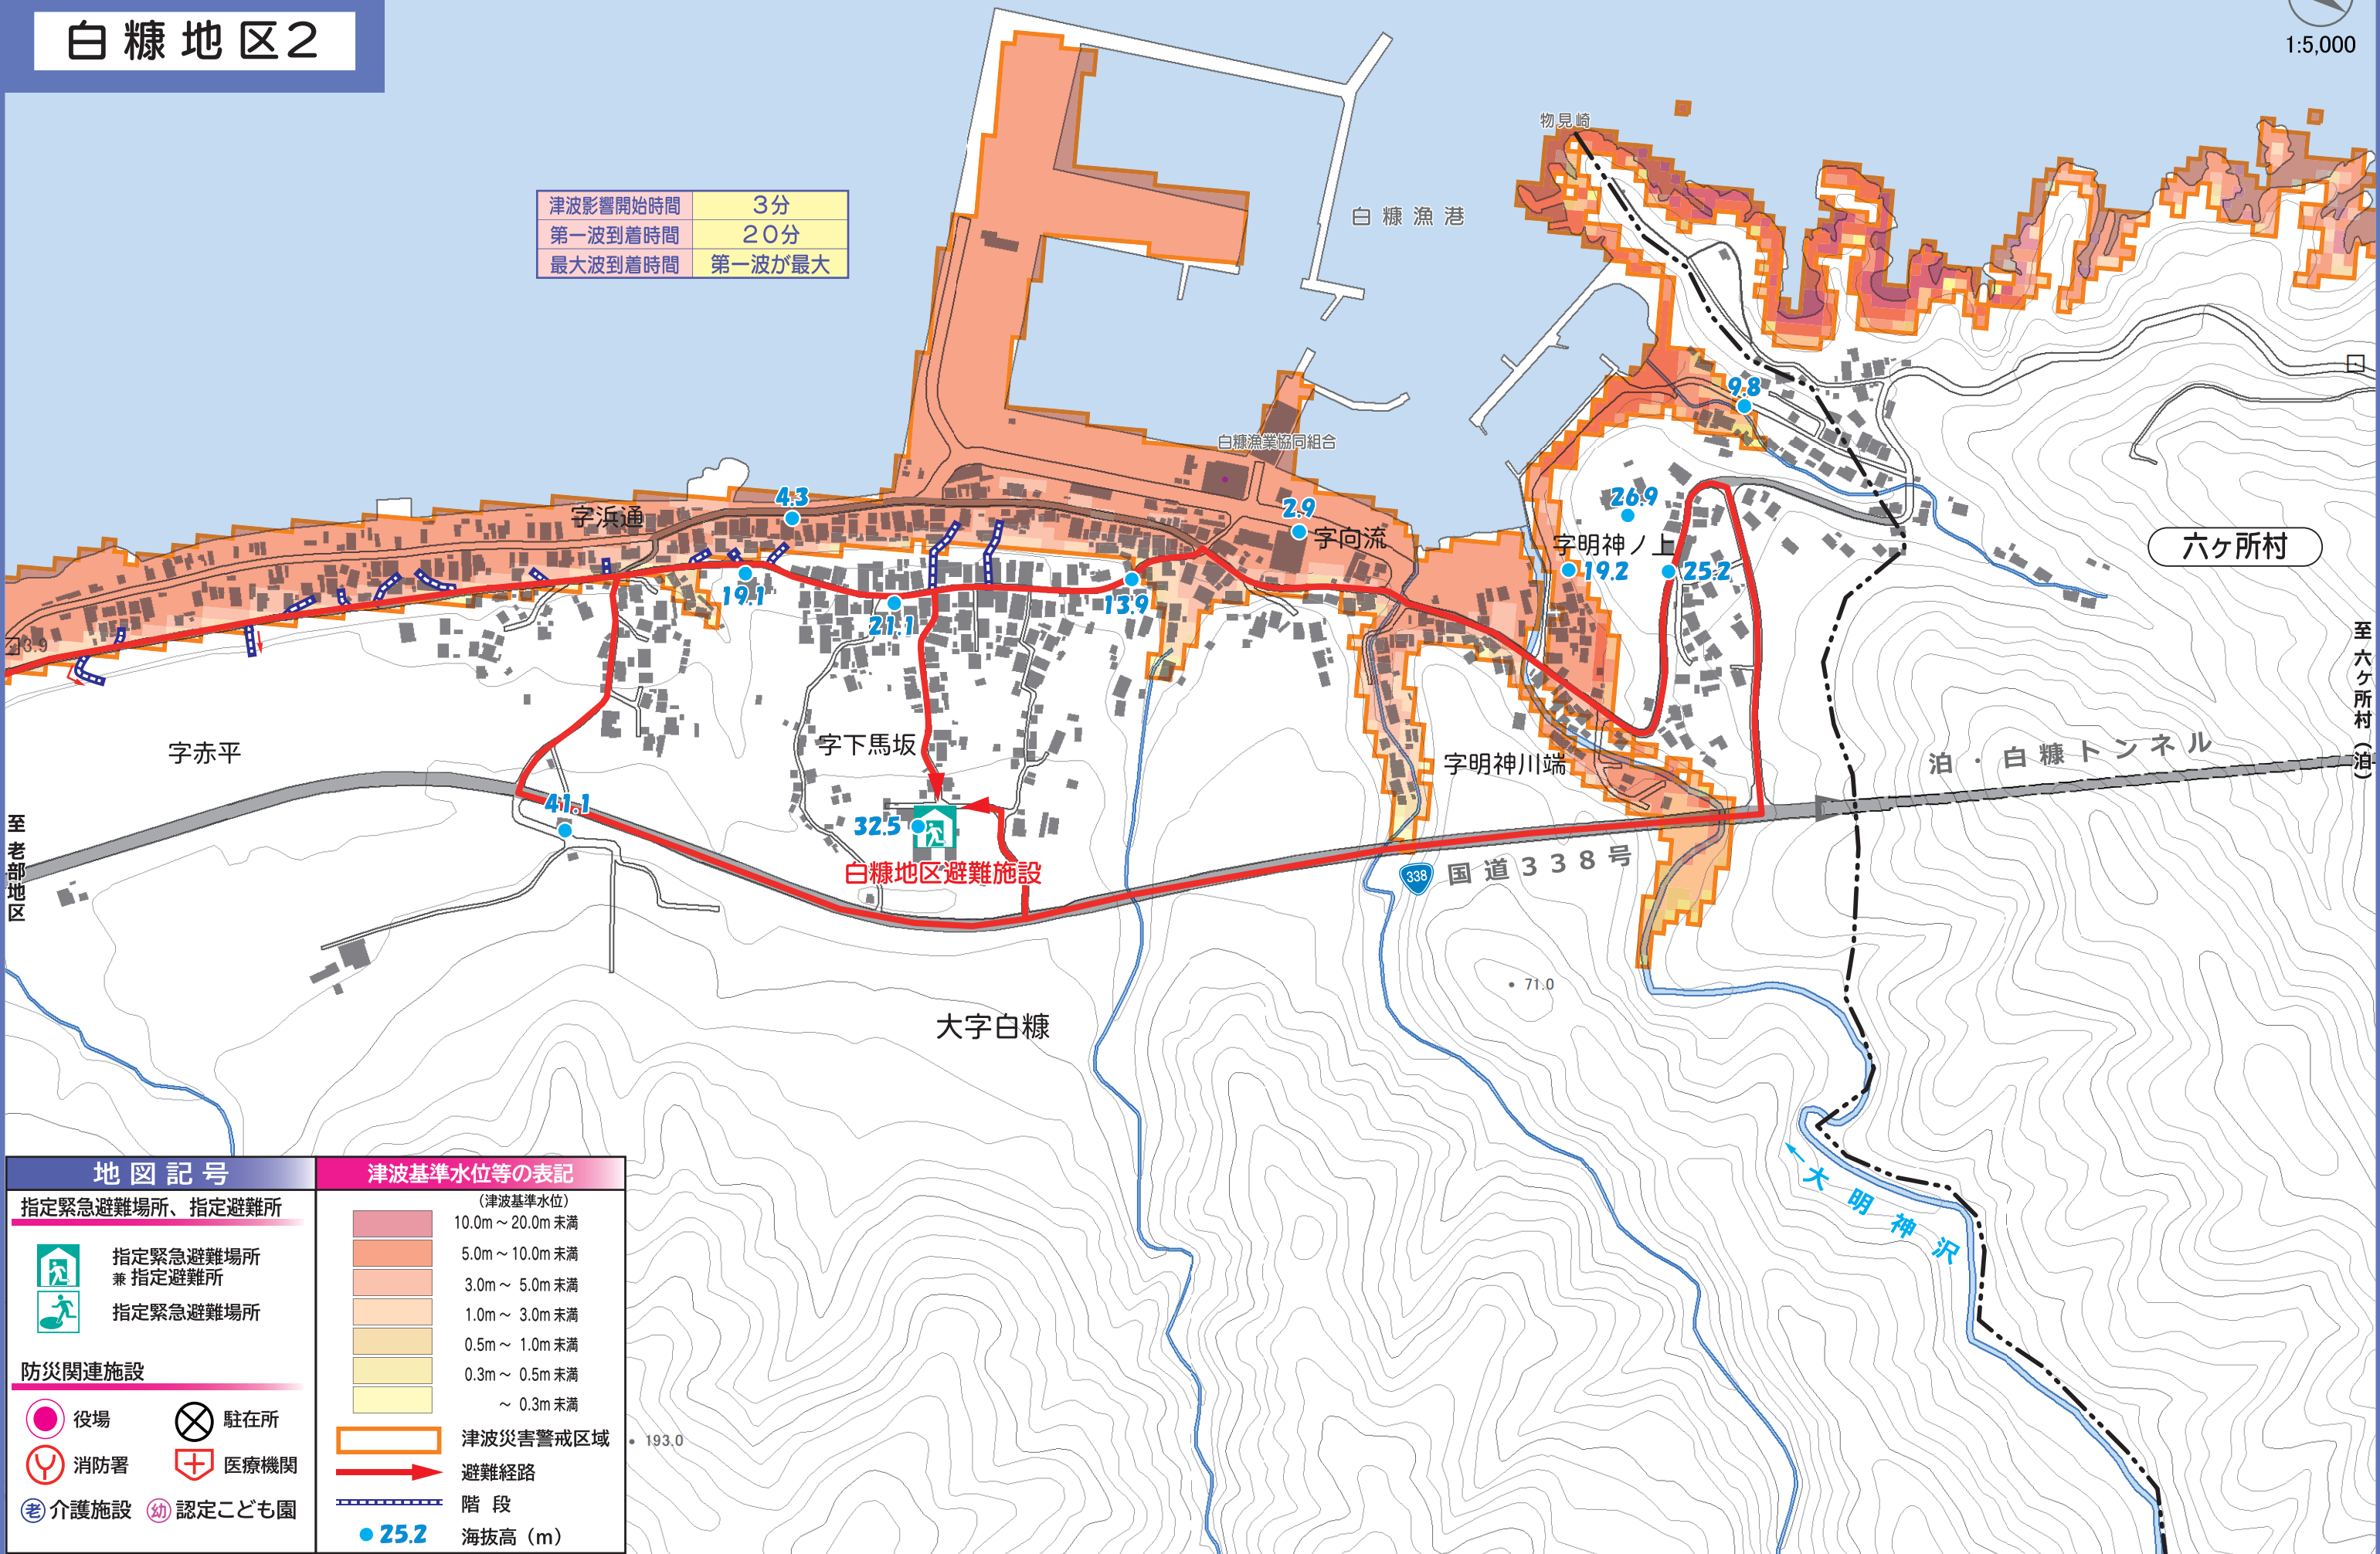 白糠地区2
1:5,000
津波影響開始時間 3分
第一波到着時間 20分
最大波到着時間 第一波が最大
物見崎
白糠漁港
白糠漁業協同組合
9.8
4.3
2.9
字浜通
字向流
26.9
字明神ノ上
19.2
25.2
六ヶ所村
19.1
21.1
13.9
3.9
至六ヶ所村(泊)
字赤平
字下馬坂
字明神川端
泊・白糠トンネル
41.1
32.5
白糠地区避難施設
338
国道338号
至老部地区
71.0
大字白糠
大明神沢
193.0
地図記号
指定緊急避難場所、指定避難所
指定緊急避難場所
兼 指定避難所
指定緊急避難場所
防災関連施設
役場
駐在所
消防署
医療機関
老 介護施設
幼 認定こども園
津波基準水位等の表記
(津波基準水位)
10.0m~20.0m未満
5.0m~10.0m未満
3.0m~ 5.0m未満
1.0m~ 3.0m未満
0.5m~ 1.0m未満
0.3m~ 0.5m未満
~ 0.3m未満
津波災害警戒区域
避難経路
階段
25.2 海抜高(m)